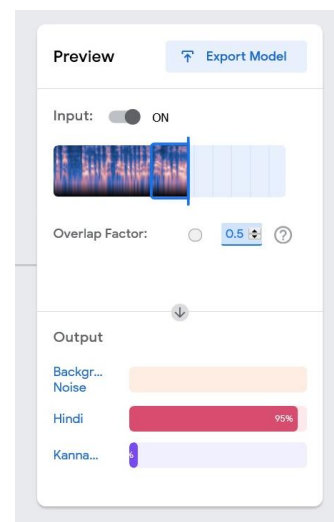 Preview
Export Model
Input:
ON
Overlap Factor:
0.5
?
Output
Backgr...
Noise
Hindi
95%
Kanna...
%